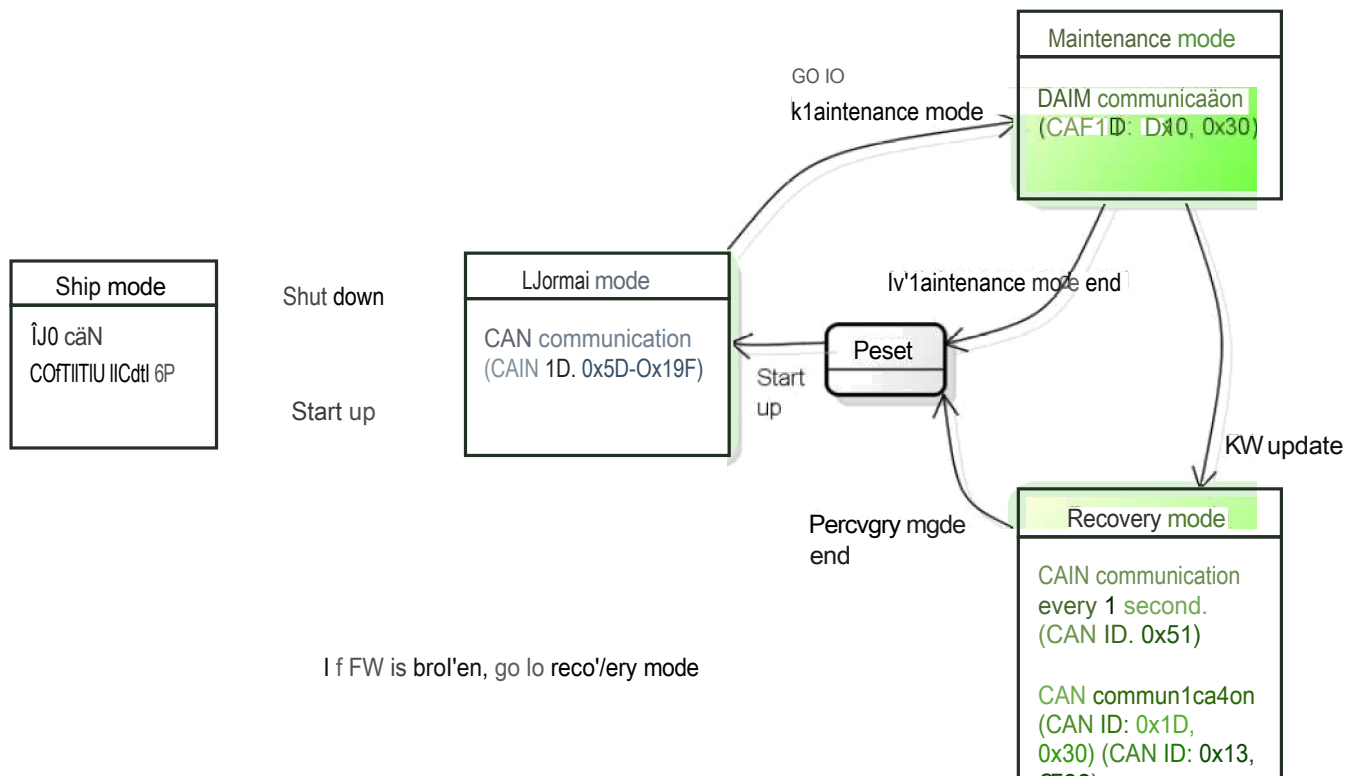 Maintenance mode
DAIM communicaäon
(CAF1D: Dx10, 0x30)
GO IO
k1aintenance mode
Ship mode
ÎJ0 cäN
COfTlITlU IICdtl 6P
Shut down
Start up
LJormai mode
CAN communication
(CAIN 1D. 0x5D-Ox19F)
Iv'1aintenance mode end
Peset
Start
up
KW update
Percvgry mgde
end
Recovery mode
CAIN communication
every 1 second.
(CAN ID. 0x51)
CAN commun1ca4on
(CAN ID: 0x1D,
0x30) (CAN ID: 0x13,
I f FW is brol'en, go lo reco'/ery mode